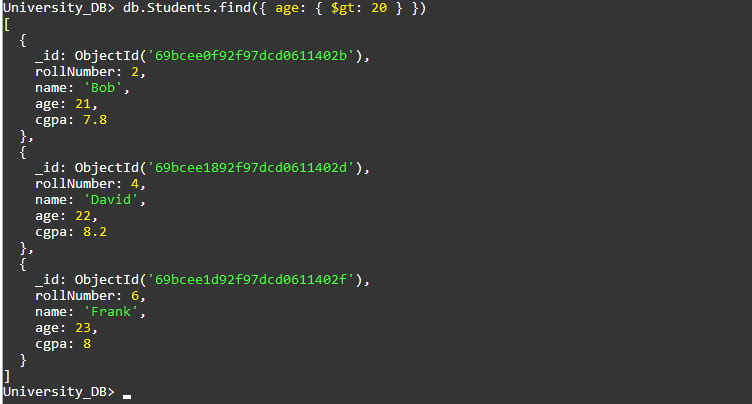 University_DB> db.Students.find({ age: { $gt: 20 } })
[
  {
    _id: ObjectId('69bcee0f92f97dcd0611402b'),
    rollNumber: 2,
    name: 'Bob',
    age: 21,
    cgpa: 7.8
  },
  {
    _id: ObjectId('69bcee1892f97dcd0611402d'),
    rollNumber: 4,
    name: 'David',
    age: 22,
    cgpa: 8.2
  },
  {
    _id: ObjectId('69bcee1d92f97dcd0611402f'),
    rollNumber: 6,
    name: 'Frank',
    age: 23,
    cgpa: 8
  }
]
University_DB>